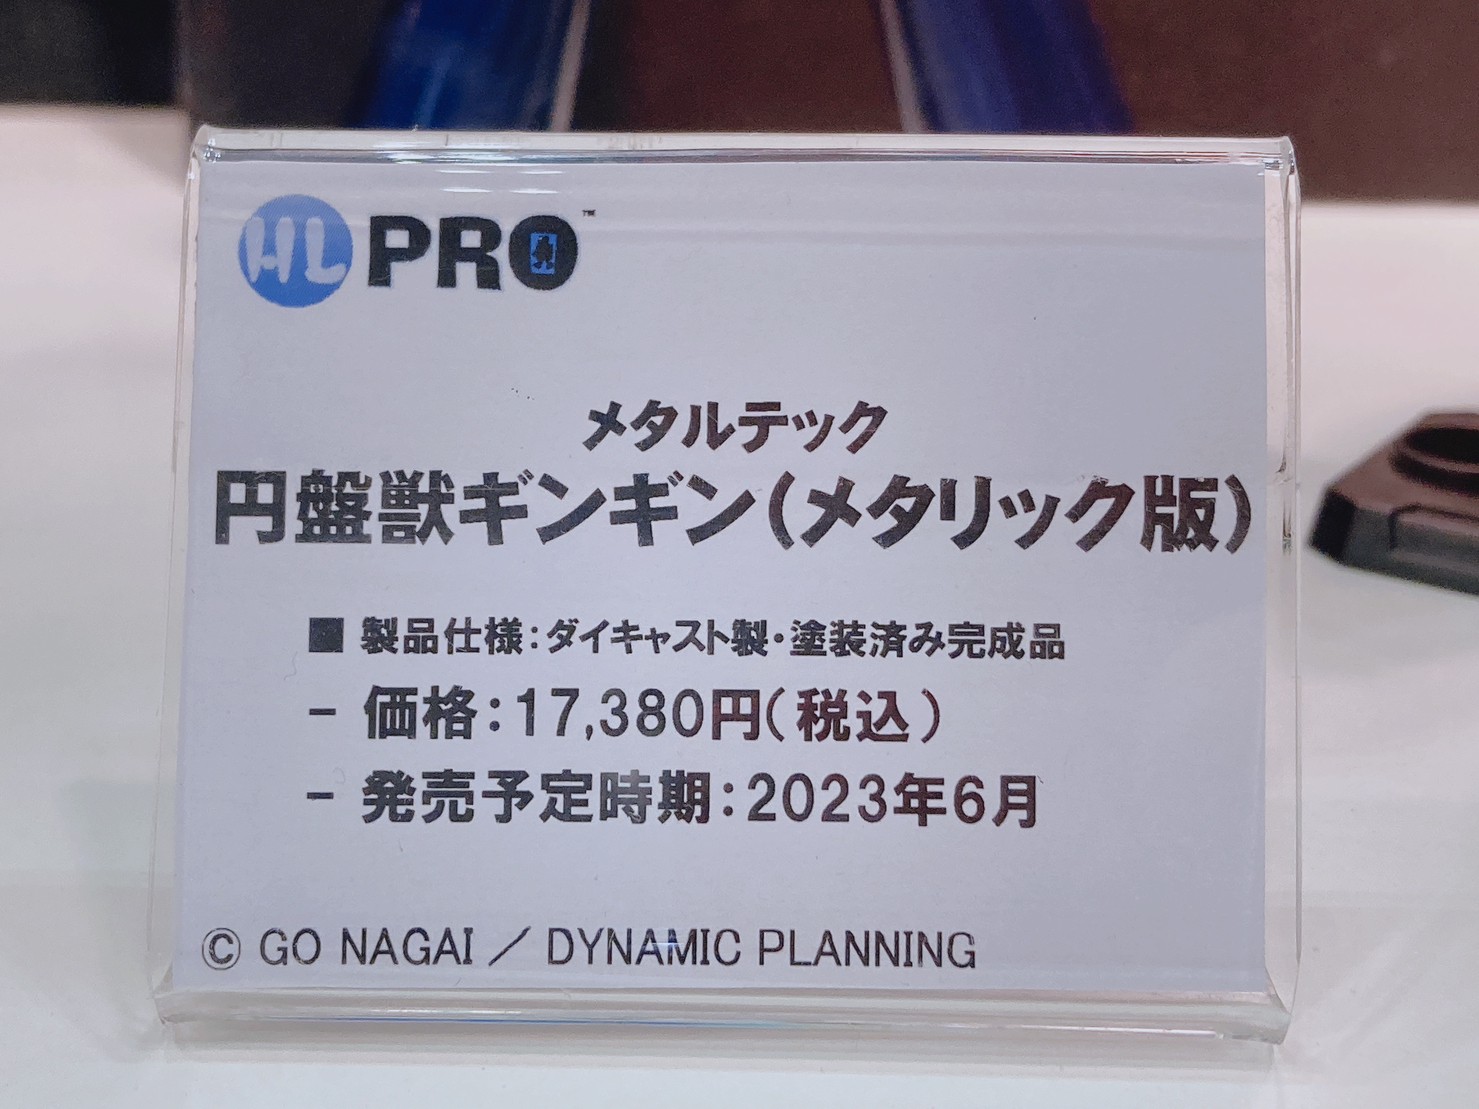 HL PRO™
メタルテック
円盤獣ギンギン(メタリック版)
■ 製品仕様:ダイキャスト製・塗装済み完成品
- 価格:17,380円(税込)
- 発売予定時期:2023年6月
© GO NAGAI / DYNAMIC PLANNING